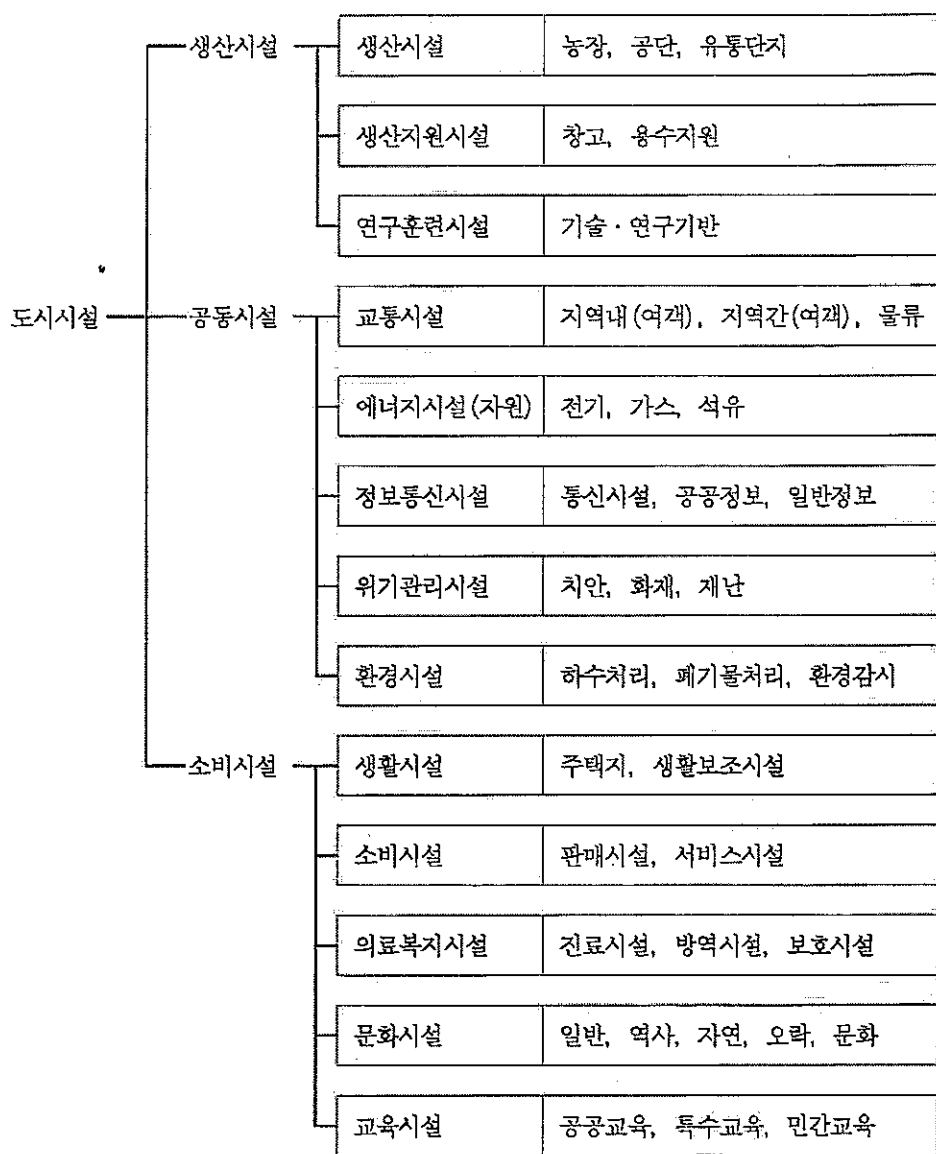 생산시설 생산시설 농장, 공단, 유통단지
생산지원시설 창고, 용수지원
연구훈련시설 기술·연구기반
도시시설 공동시설 교통시설 지역내(여객), 지역간(여객), 물류
에너지시설(자원) 전기, 가스, 석유
정보통신시설 통신시설, 공공정보, 일반정보
위기관리시설 치안, 화재, 재난
환경시설 하수처리, 폐기물처리, 환경감시
소비시설 생활시설 주택지, 생활보조시설
소비시설 판매시설, 서비스시설
의료복지시설 진료시설, 방역시설, 보호시설
문화시설 일반, 역사, 자연, 오락, 문화
교육시설 공공교육, 특수교육, 민간교육